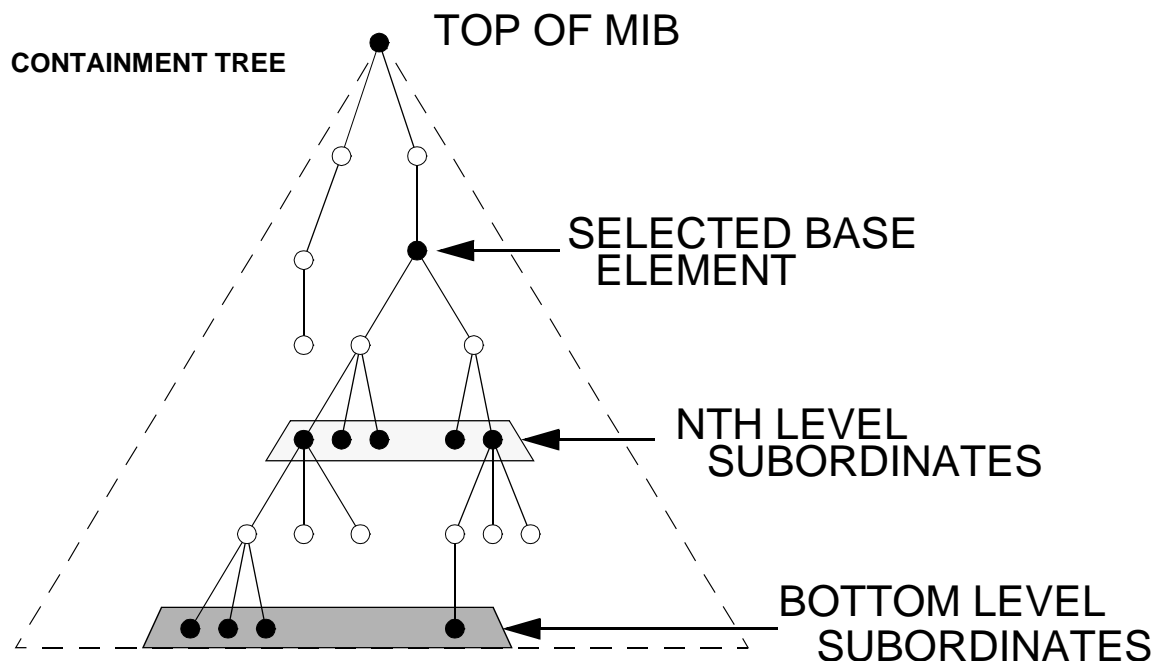 TOP OF MIB
CONTAINMENT TREE
SELECTED BASE
ELEMENT
NTH LEVEL
SUBORDINATES
BOTTOM LEVEL
SUBORDINATES